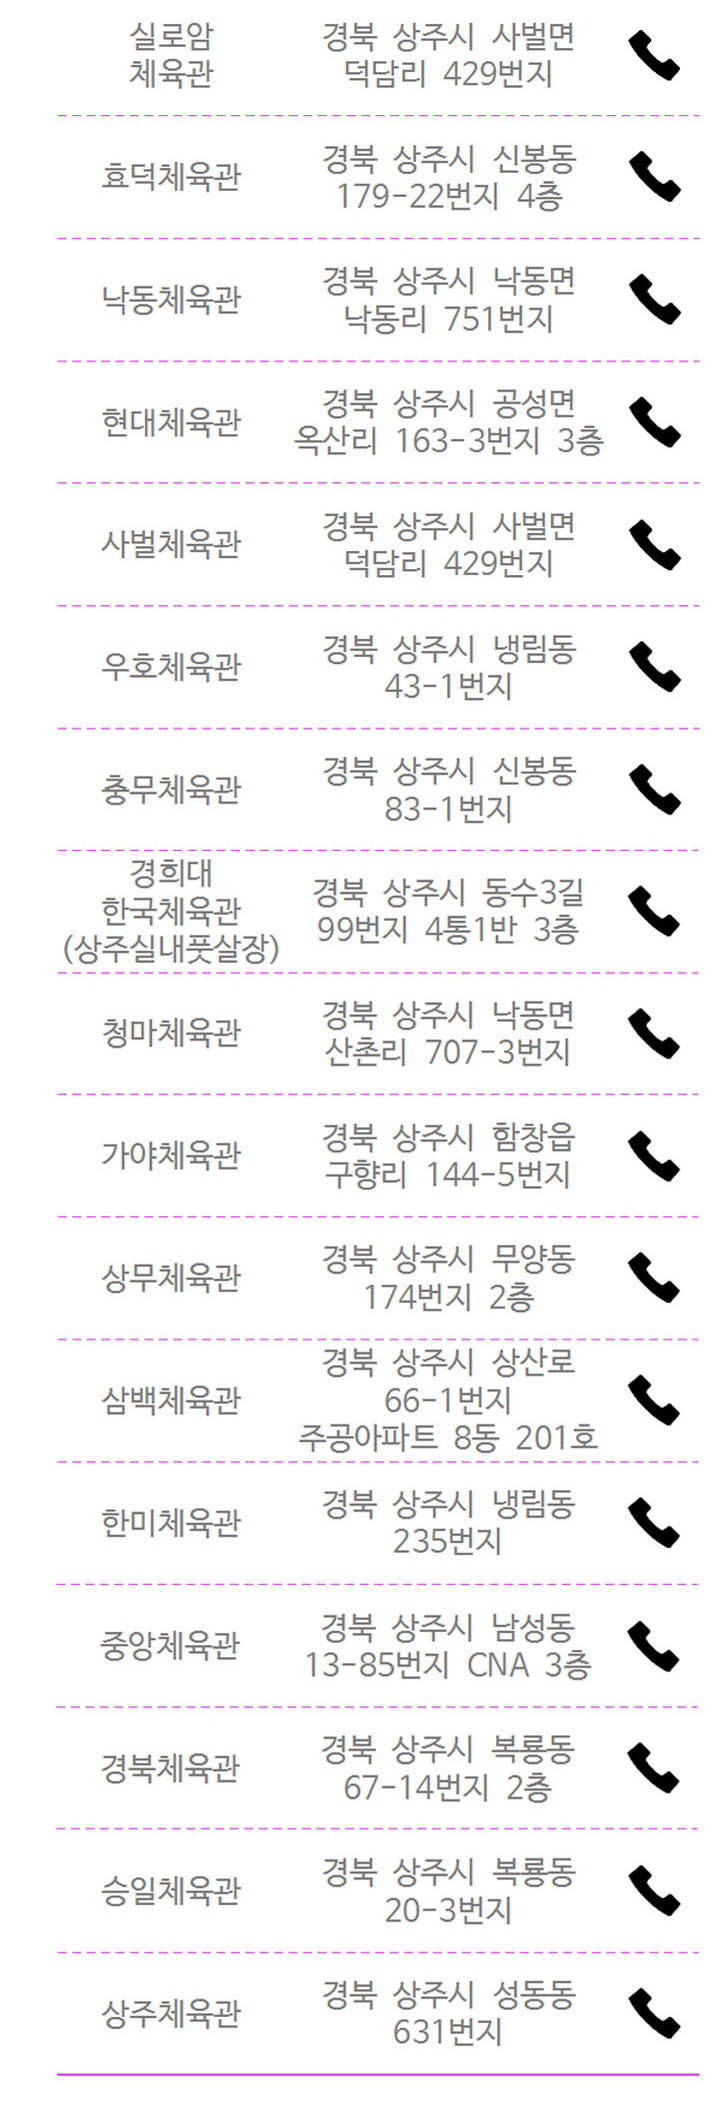 실로암
체육관
경북 상주시 사벌면
덕담리 429번지
효덕체육관
경북 상주시 신봉동
179-22번지 4층
낙동체육관
경북 상주시 낙동면
낙동리 751번지
현대체육관
경북 상주시 공성면
옥산리 163-3번지 3층
사벌체육관
경북 상주시 사벌면
덕담리 429번지
우호체육관
경북 상주시 냉림동
43-1번지
충무체육관
경북 상주시 신봉동
83-1번지
경희대
한국체육관
(상주실내풋살장)
경북 상주시 동수3길
99번지 4통1반 3층
청마체육관
경북 상주시 낙동면
산촌리 707-3번지
가야체육관
경북 상주시 함창읍
구향리 144-5번지
상무체육관
경북 상주시 무양동
174번지 2층
삼백체육관
경북 상주시 상산로
66-1번지
주공아파트 8동 201호
한미체육관
경북 상주시 냉림동
235번지
중앙체육관
경북 상주시 남성동
13-85번지 CNA 3층
경북체육관
경북 상주시 복룡동
67-14번지 2층
승일체육관
경북 상주시 복룡동
20-3번지
상주체육관
경북 상주시 성동동
631번지